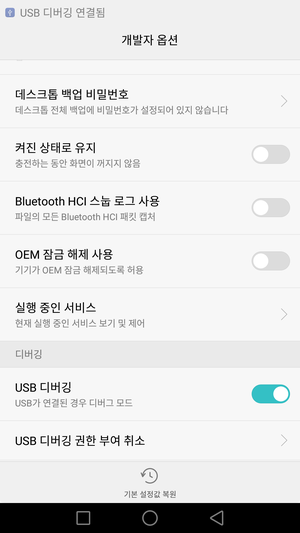 USB 디버깅 연결됨
개발자 옵션
데스크톱 백업 비밀번호
데스크톱 전체 백업에 비밀번호가 설정되어 있지 않습니다
켜진 상태로 유지
충전하는 동안 화면이 꺼지지 않음
Bluetooth HCI 스눕 로그 사용
파일의 모든 Bluetooth HCI 패킷 캡처
OEM 잠금 해제 사용
기기가 OEM 잠금 해제되도록 허용
실행 중인 서비스
현재 실행 중인 서비스 보기 및 제어
디버깅
USB 디버깅
USB가 연결된 경우 디버그 모드
USB 디버깅 권한 부여 취소
기본 설정값 복원